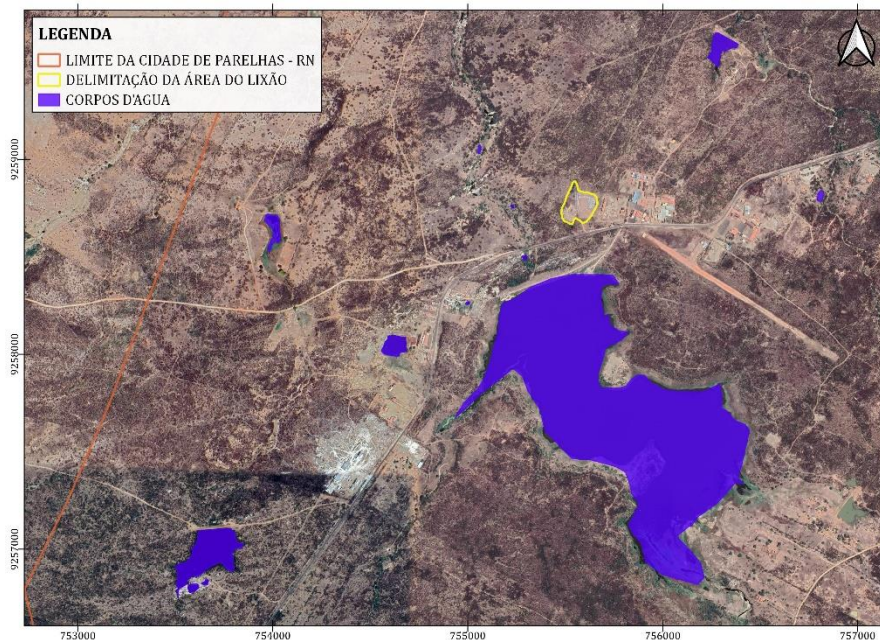 LEGENDA
LIMITE DA CIDADE DE PARELHAS - RN
DELIMITAÇÃO DA ÁREA DO LIXÃO
CORPOS D'AGUA
9259000
9258000
9257000
753000
754000
755000
756000
757000